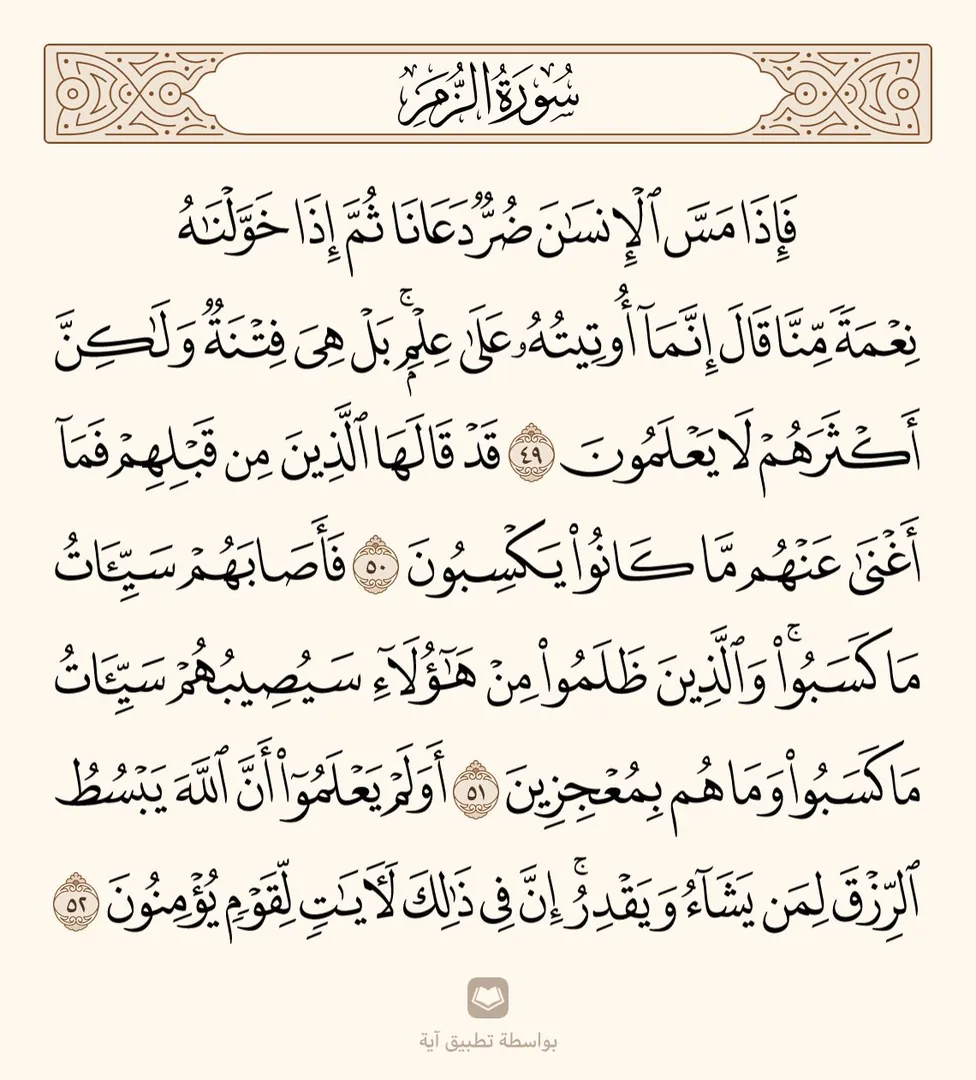 سُورَةُ الزُّمَرِ
فَإِذَا مَسَّ ٱلْإِنسَٰنَ ضُرٌّ دَعَانَا ثُمَّ إِذَا خَوَّلْنَٰهُ
نِعْمَةً مِّنَّا قَالَ إِنَّمَآ أُوتِيتُهُۥ عَلَىٰ عِلْمٍۭ ۚ بَلْ هِىَ فِتْنَةٌ وَلَٰكِنَّ
أَكْثَرَهُمْ لَا يَعْلَمُونَ ٤٩ قَدْ قَالَهَا ٱلَّذِينَ مِن قَبْلِهِمْ فَمَآ
أَغْنَىٰ عَنْهُم مَّا كَانُوا۟ يَكْسِبُونَ ٥٠ فَأَصَابَهُمْ سَيِّـَٔاتُ
مَا كَسَبُوا۟ ۚ وَٱلَّذِينَ ظَلَمُوا۟ مِنْ هَٰٓؤُلَآءِ سَيُصِيبُهُمْ سَيِّـَٔاتُ
مَا كَسَبُوا۟ وَمَا هُم بِمُعْجِزِينَ ٥١ أَوَلَمْ يَعْلَمُوٓا۟ أَنَّ ٱللَّهَ يَبْسُطُ
ٱلرِّزْقَ لِمَن يَشَآءُ وَيَقْدِرُ ۚ إِنَّ فِى ذَٰلِكَ لَـَٔايَٰتٍ لِّقَوْمٍ يُؤْمِنُونَ ٥٢
بواسطة تطبيق آية